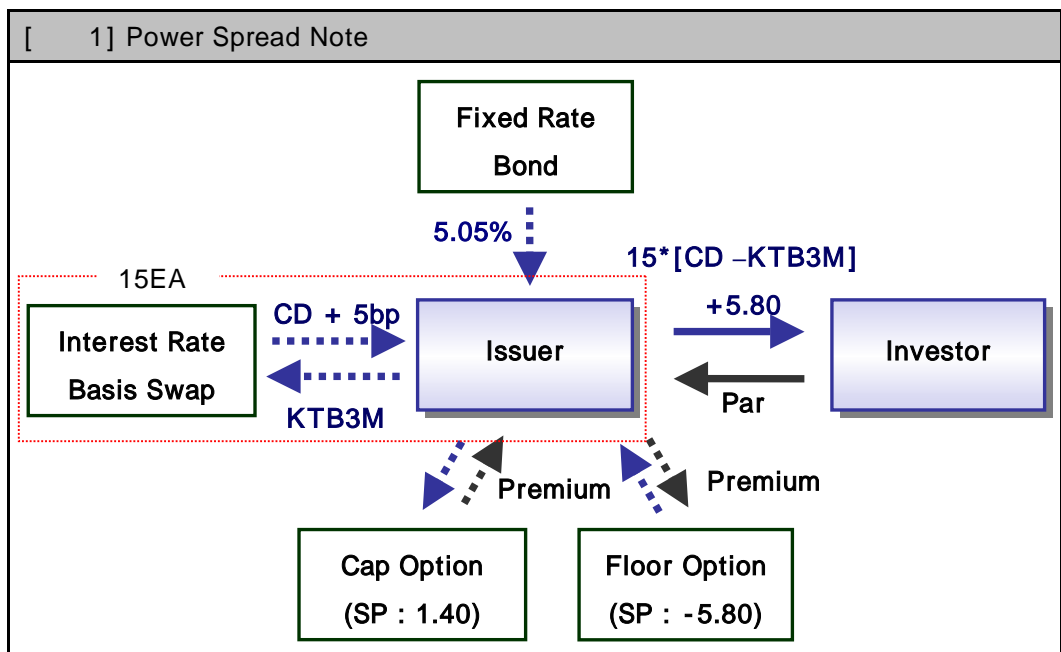 [ 1] Power Spread Note
Fixed Rate
Bond
5.05%
15*[CD –KTB3M]
+5.80
15EA
CD + 5bp
Interest Rate
Basis Swap
KTB3M
Issuer
Investor
Par
Premium
Premium
Cap Option
(SP : 1.40)
Floor Option
(SP : -5.80)